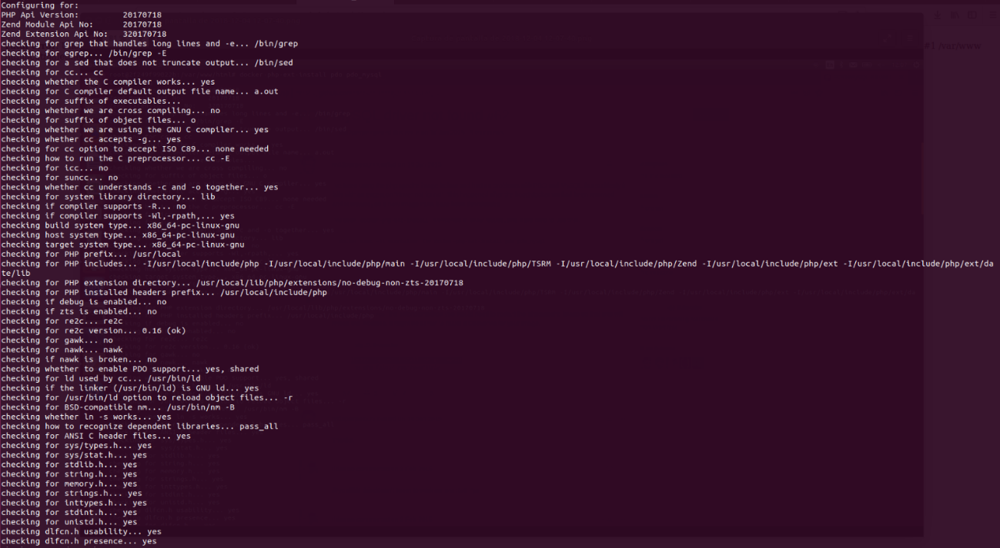 Configuring for:
PHP Api Version:         20170718
Zend Module Api No:      20170718
Zend Extension Api No:   320170718
checking for grep that handles long lines and -e... /bin/grep
checking for egrep... /bin/grep -E
checking for a sed that does not truncate output... /bin/sed
checking for cc... cc
checking whether the C compiler works... yes
checking for C compiler default output file name... a.out
checking for suffix of executables...
checking whether we are cross compiling... no
checking for suffix of object files... o
checking whether we are using the GNU C compiler... yes
checking whether cc accepts -g... yes
checking for cc option to accept ISO C89... none needed
checking how to run the C preprocessor... cc -E
checking for icc... no
checking for suncc... no
checking whether cc understands -c and -o together... yes
checking for system library directory... lib
checking if compiler supports -R... no
checking if compiler supports -Wl,-rpath,... yes
checking build system type... x86_64-pc-linux-gnu
checking host system type... x86_64-pc-linux-gnu
checking target system type... x86_64-pc-linux-gnu
checking for PHP prefix... /usr/local
checking for PHP includes... -I/usr/local/include/php -I/usr/local/include/php/main -I/usr/local/include/php/TSRM -I/usr/local/include/php/Zend -I/usr/local/include/php/ext -I/usr/local/include/php/ext/da
te/lib
checking for PHP extension directory... /usr/local/lib/php/extensions/no-debug-non-zts-20170718
checking for PHP installed headers prefix... /usr/local/include/php
checking if debug is enabled... no
checking if zts is enabled... no
checking for re2c... re2c
checking for re2c version... 0.16 (ok)
checking for gawk... no
checking for nawk... nawk
checking if nawk is broken... no
checking whether to enable PDO support... yes, shared
checking for ld used by cc... /usr/bin/ld
checking if the linker (/usr/bin/ld) is GNU ld... yes
checking for /usr/bin/ld option to reload object files... -r
checking for BSD-compatible nm... /usr/bin/nm -B
checking whether ln -s works... yes
checking how to recognize dependent libraries... pass_all
checking for ANSI C header files... yes
checking for sys/types.h... yes
checking for sys/stat.h... yes
checking for stdlib.h... yes
checking for string.h... yes
checking for memory.h... yes
checking for strings.h... yes
checking for inttypes.h... yes
checking for stdint.h... yes
checking for unistd.h... yes
checking dlfcn.h usability... yes
checking dlfcn.h presence... yes
#1 /var/www